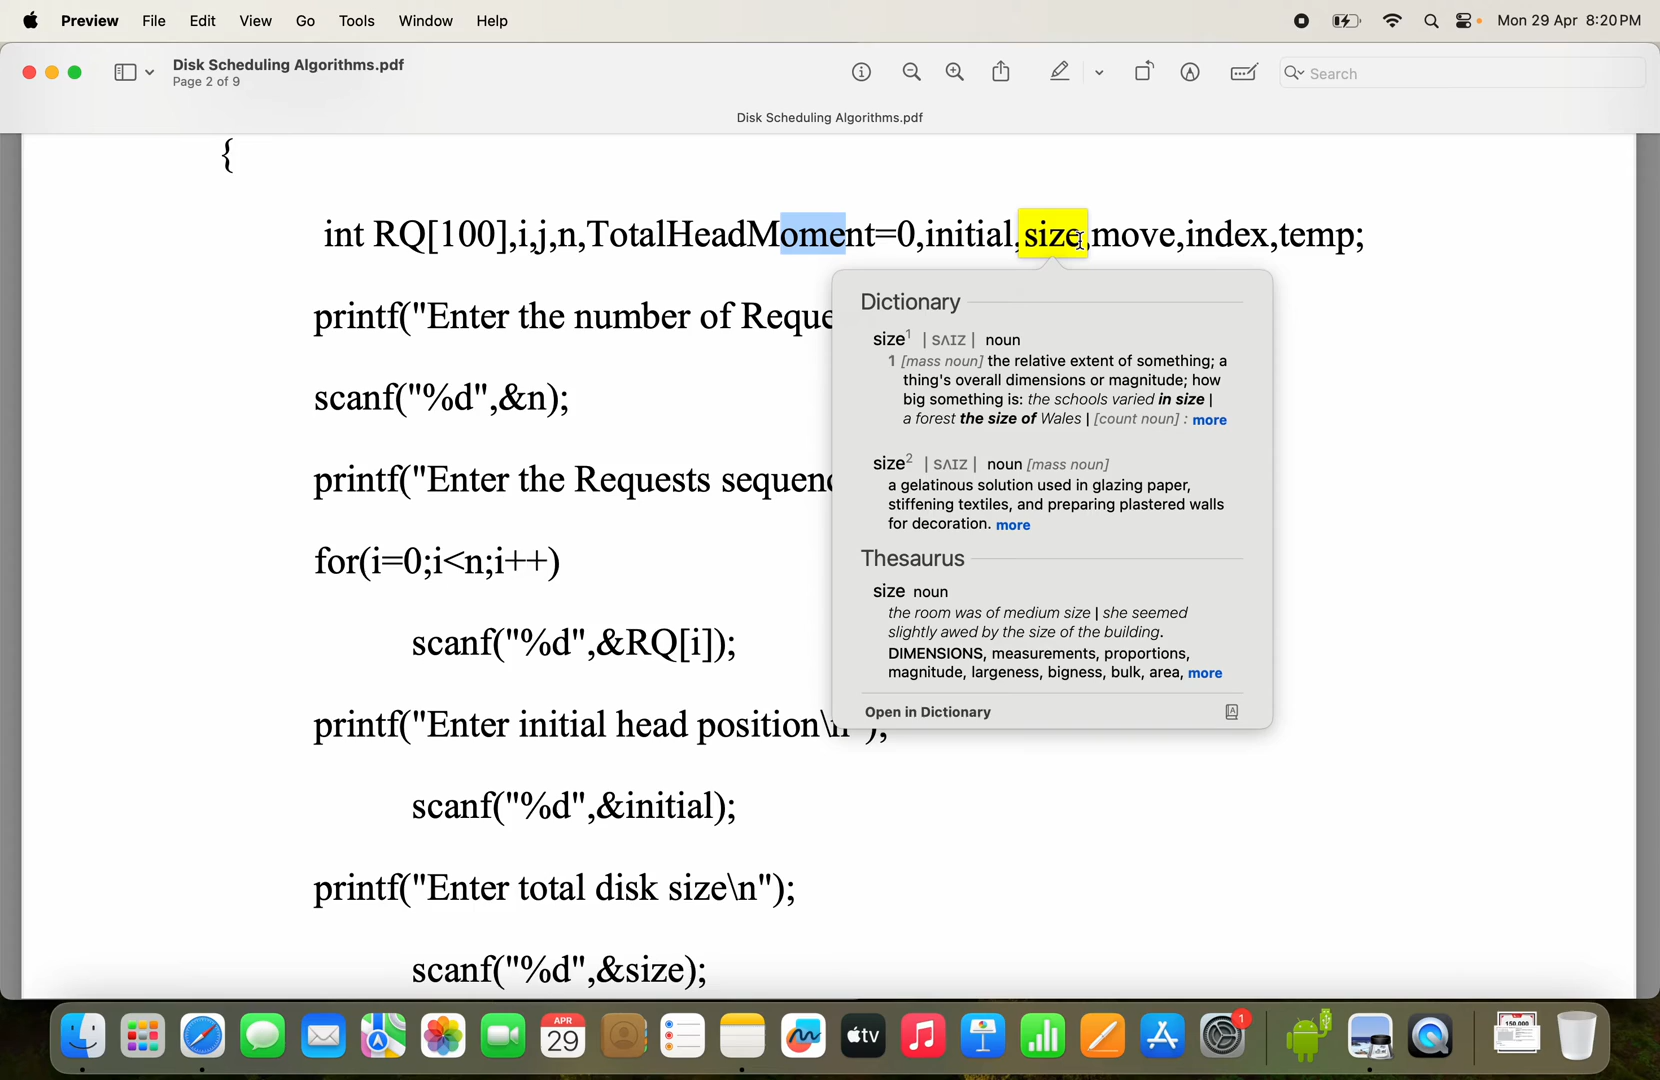 Preview File Edit View Go Tools Window Help Mon 29 Apr 8:20 PM
Disk Scheduling Algorithms.pdf
Page 2 of 9
Search
Disk Scheduling Algorithms.pdf
{
int RQ[100],i,j,n,TotalHeadMoment=0,initial,size,move,index,temp;
printf("Enter the number of Reque
scanf("%d",&n);
printf("Enter the Requests sequen
for(i=0;i<n;i++)
scanf("%d",&RQ[i]);
printf("Enter initial head position\n");
scanf("%d",&initial);
printf("Enter total disk size\n");
scanf("%d",&size);
Dictionary
size1 | sʌɪz | noun
1 [mass noun] the relative extent of something; a
thing's overall dimensions or magnitude; how
big something is: the schools varied in size |
a forest the size of Wales | [count noun] : more
size2 | sʌɪz | noun [mass noun]
a gelatinous solution used in glazing paper,
stiffening textiles, and preparing plastered walls
for decoration. more
Thesaurus
size noun
the room was of medium size | she seemed
slightly awed by the size of the building.
DIMENSIONS, measurements, proportions,
magnitude, largeness, bigness, bulk, area, more
Open in Dictionary
APR
29
tv
1
150,000